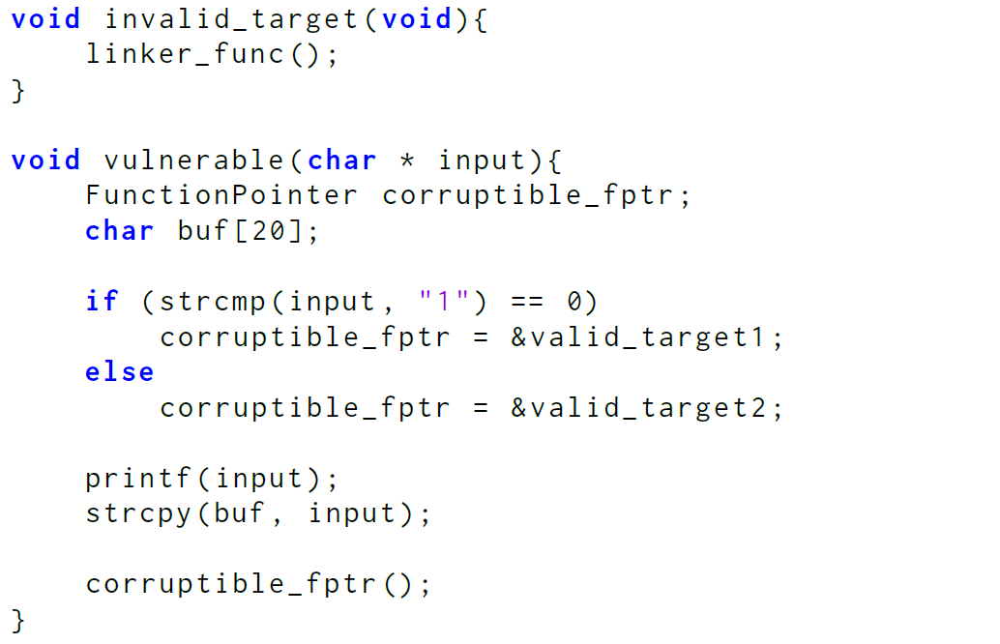 void invalid_target(void){
    linker_func();
}

void vulnerable(char * input){
    FunctionPointer corruptible_fptr;
    char buf[20];

    if (strcmp(input, "1") == 0)
        corruptible_fptr = &valid_target1;
    else
        corruptible_fptr = &valid_target2;

    printf(input);
    strcpy(buf, input);

    corruptible_fptr();
}